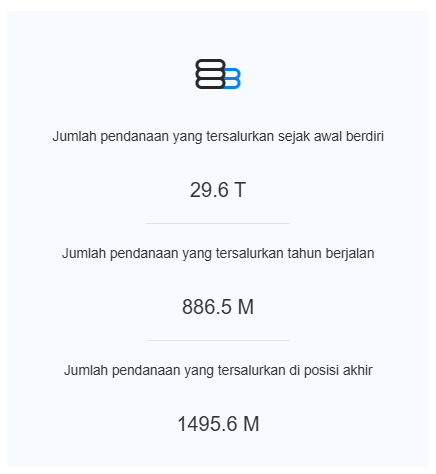 Jumlah pendanaan yang tersalurkan sejak awal berdiri
29.6 T
Jumlah pendanaan yang tersalurkan tahun berjalan
886.5 M
Jumlah pendanaan yang tersalurkan di posisi akhir
1495.6 M